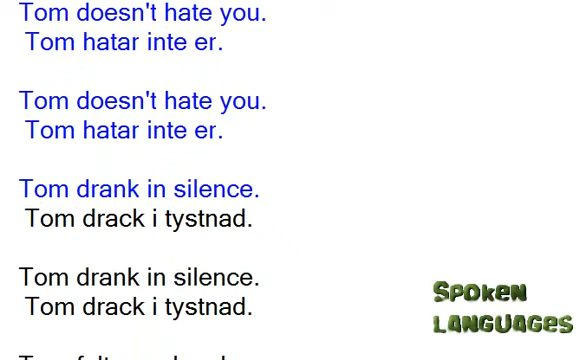 Tom doesn't hate you.
Tom hatar inte er.
Tom doesn't hate you.
Tom hatar inte er.
Tom drank in silence.
Tom drack i tystnad.
Tom drank in silence.
Tom drack i tystnad.
SPOKEN
LANGUAGES